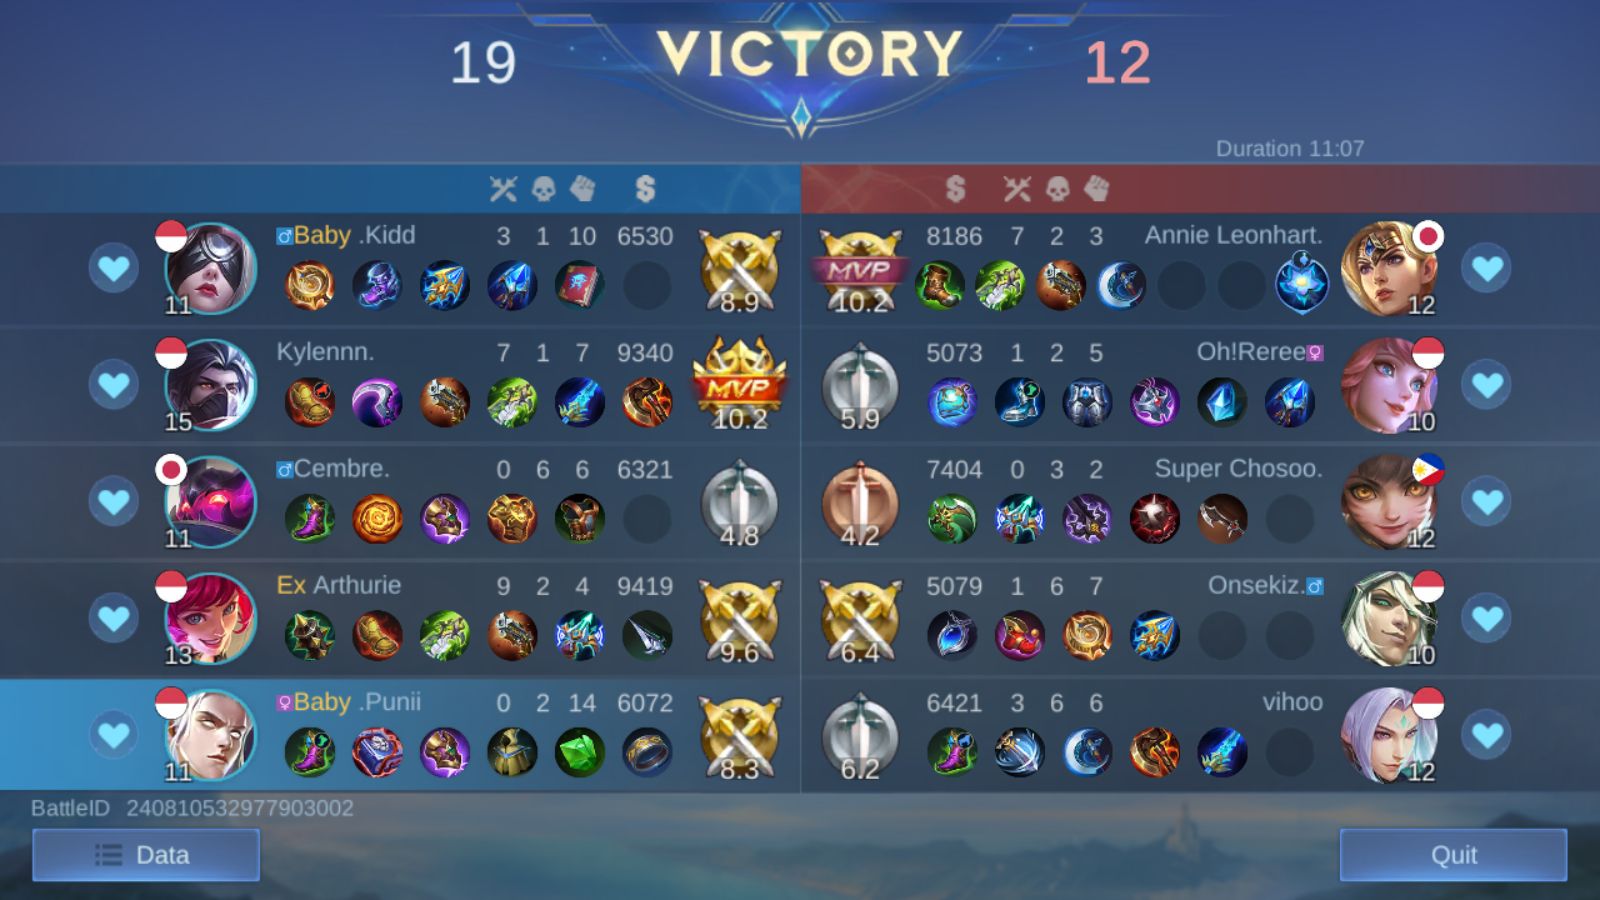 19 VICTORY 12
Duration 11:07
Baby .Kidd 3 1 10 6530
11 8.9
8186 7 2 3 Annie Leonhart.
MVP 10.2 12
Kylennn. 7 1 7 9340
15 MVP 10.2
5073 1 2 5 Oh!Reree
5.9 10
Cembre. 0 6 6 6321
11 4.8
7404 0 3 2 Super Chosoo.
4.2 12
Ex Arthurie 9 2 4 9419
13 9.6
5079 1 6 7 Onsekiz.
6.4 10
Baby .Punii 0 2 14 6072
11 8.3
6421 3 6 6 vihoo
6.2 12
BattleID 240810532977903002
Data
Quit